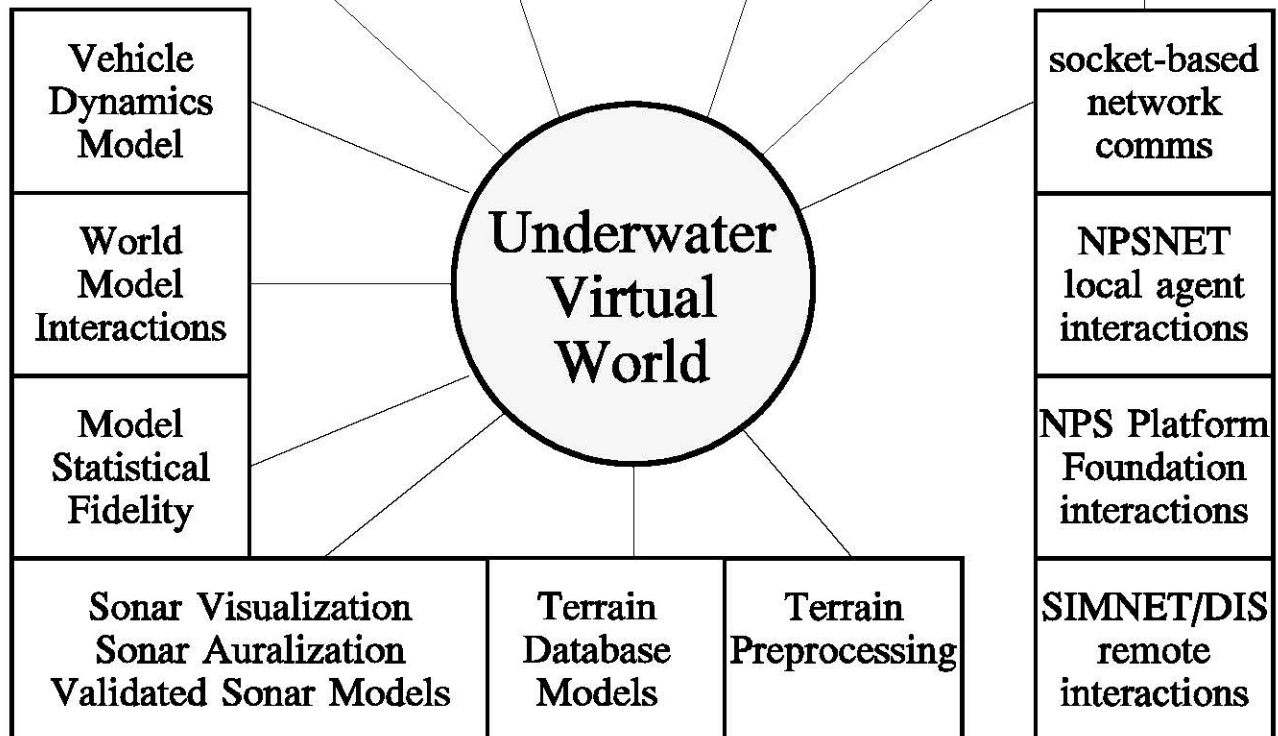 Vehicle
Dynamics
Model
World
Model
Interactions
Model
Statistical
Fidelity
Underwater
Virtual
World
socket-based
network
comms
NPSNET
local agent
interactions
NPS Platform
Foundation
interactions
Sonar Visualization
Sonar Auralization
Validated Sonar Models
Terrain
Database
Models
Terrain
Preprocessing
SIMNET/DIS
remote
interactions